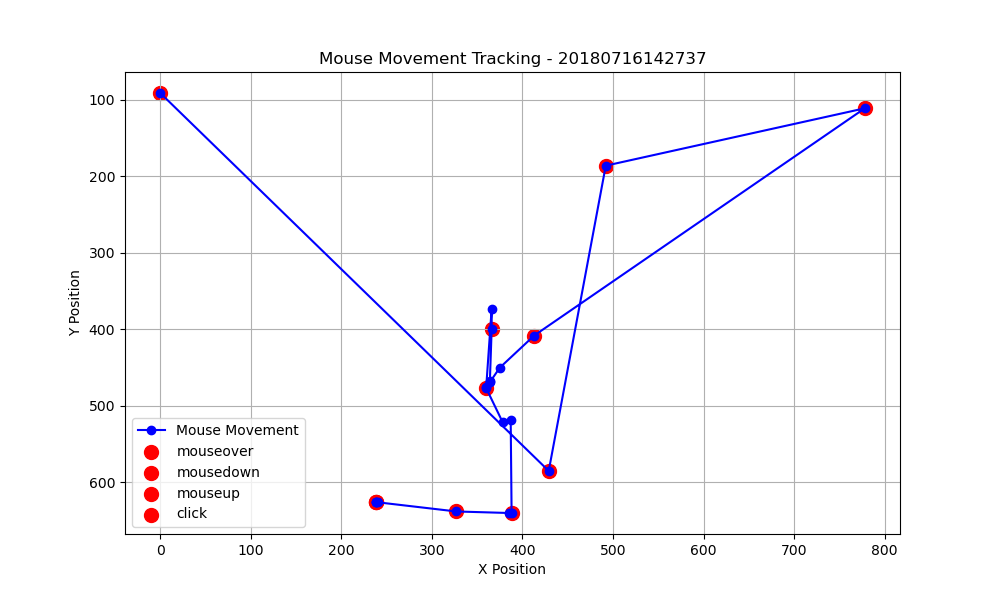 Mouse Movement Tracking - 20180716142737
Y Position
100
200
300
400
500
600
Mouse Movement
mouseover
mousedown
mouseup
click
0 100 200 300 400 500 600 700 800
X Position